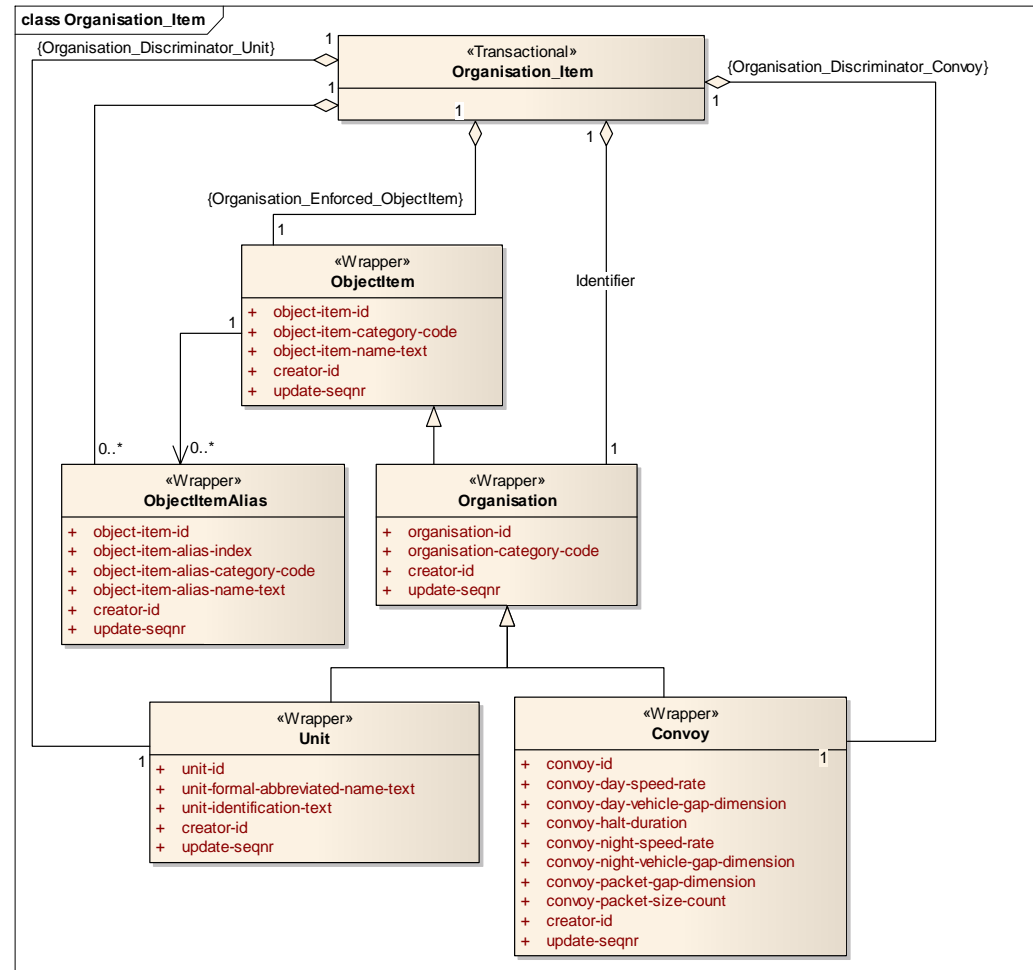 class Organisation_Item
{Organisation_Discriminator_Unit}
1
«Transactional»
Organisation_Item
{Organisation_Discriminator_Convoy}
1
1
1
1
{Organisation_Enforced_ObjectItem}
1
«Wrapper»
ObjectItem
+ object-item-id
+ object-item-category-code
+ object-item-name-text
+ creator-id
+ update-seqnr
Identifier
1
0..*
0..*
1
«Wrapper»
ObjectItemAlias
+ object-item-id
+ object-item-alias-index
+ object-item-alias-category-code
+ object-item-alias-name-text
+ creator-id
+ update-seqnr
«Wrapper»
Organisation
+ organisation-id
+ organisation-category-code
+ creator-id
+ update-seqnr
«Wrapper»
Unit
1
+ unit-id
+ unit-formal-abbreviated-name-text
+ unit-identification-text
+ creator-id
+ update-seqnr
«Wrapper»
Convoy
1
+ convoy-id
+ convoy-day-speed-rate
+ convoy-day-vehicle-gap-dimension
+ convoy-halt-duration
+ convoy-night-speed-rate
+ convoy-night-vehicle-gap-dimension
+ convoy-packet-gap-dimension
+ convoy-packet-size-count
+ creator-id
+ update-seqnr